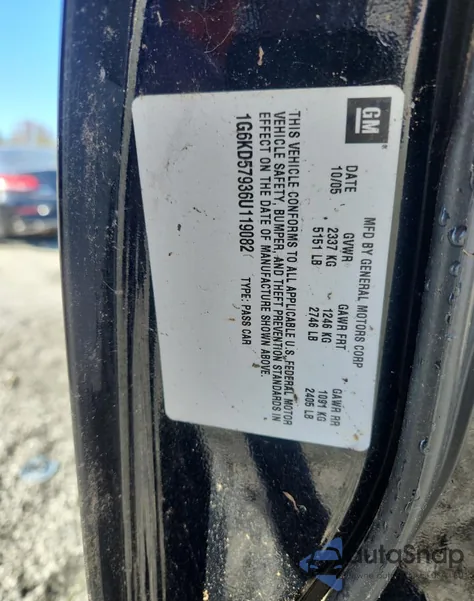 GM
MFD BY GENERAL MOTORS CORP
DATE GVWR GAWR FRT GAWR RR
10/05 2337 KG 1246 KG 1091 KG
5151 LB 2746 LB 2405 LB
THIS VEHICLE CONFORMS TO ALL APPLICABLE U.S. FEDERAL MOTOR
VEHICLE SAFETY, BUMPER, AND THEFT PREVENTION STANDARDS IN
EFFECT ON THE DATE OF MANUFACTURE SHOWN ABOVE.
1G6KD57936U119082 TYPE: PASS CAR
autoSnap